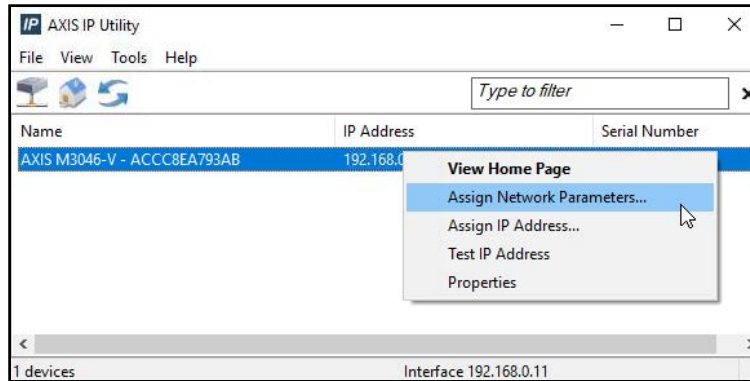 IP AXIS IP Utility
File View Tools Help
Type to filter
Name IP Address Serial Number
AXIS M3046-V - ACCC8EA793AB 192.168.0
View Home Page
Assign Network Parameters...
Assign IP Address...
Test IP Address
Properties
1 devices Interface 192.168.0.11